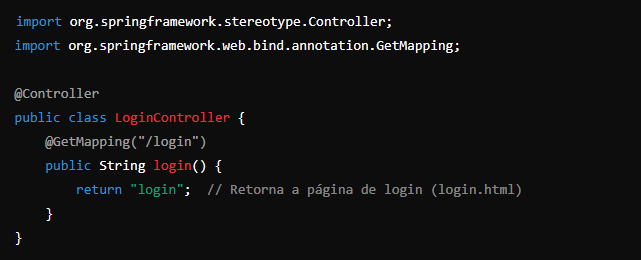 import org.springframework.stereotype.Controller;
import org.springframework.web.bind.annotation.GetMapping;
@Controller
public class LoginController {
@GetMapping("/login")
public String login() {
return "login";  // Retorna a página de login (login.html)
}
}